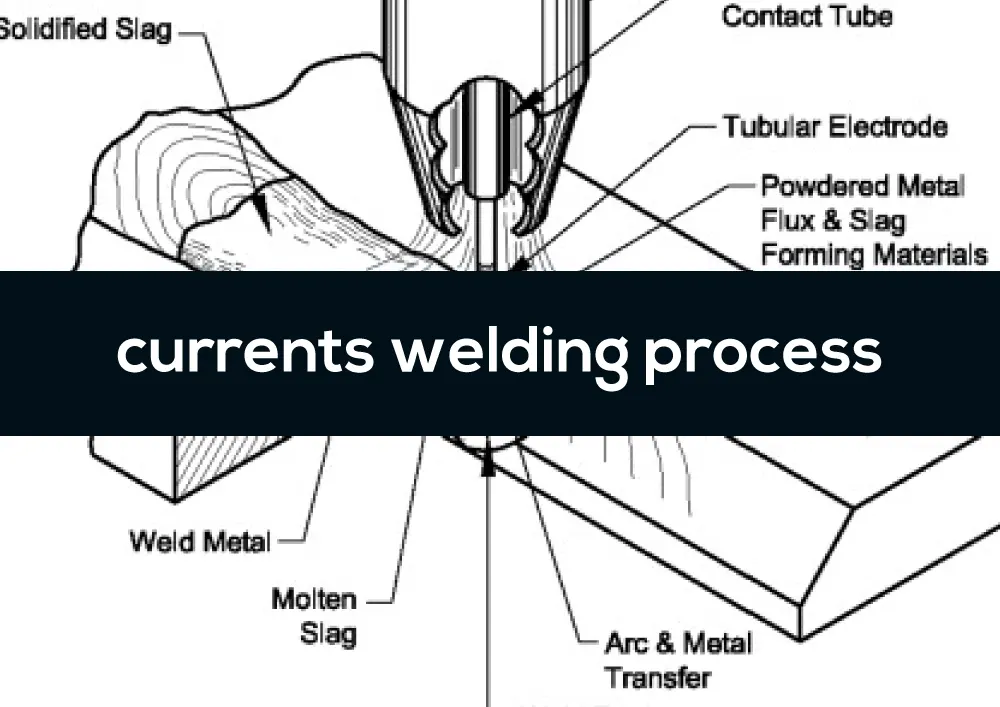 Solidified Slag
Contact Tube
Tubular Electrode
Powdered Metal
Flux & Slag
Forming Materials
currents welding process
Weld Metal
Molten
Slag
Arc & Metal
Transfer